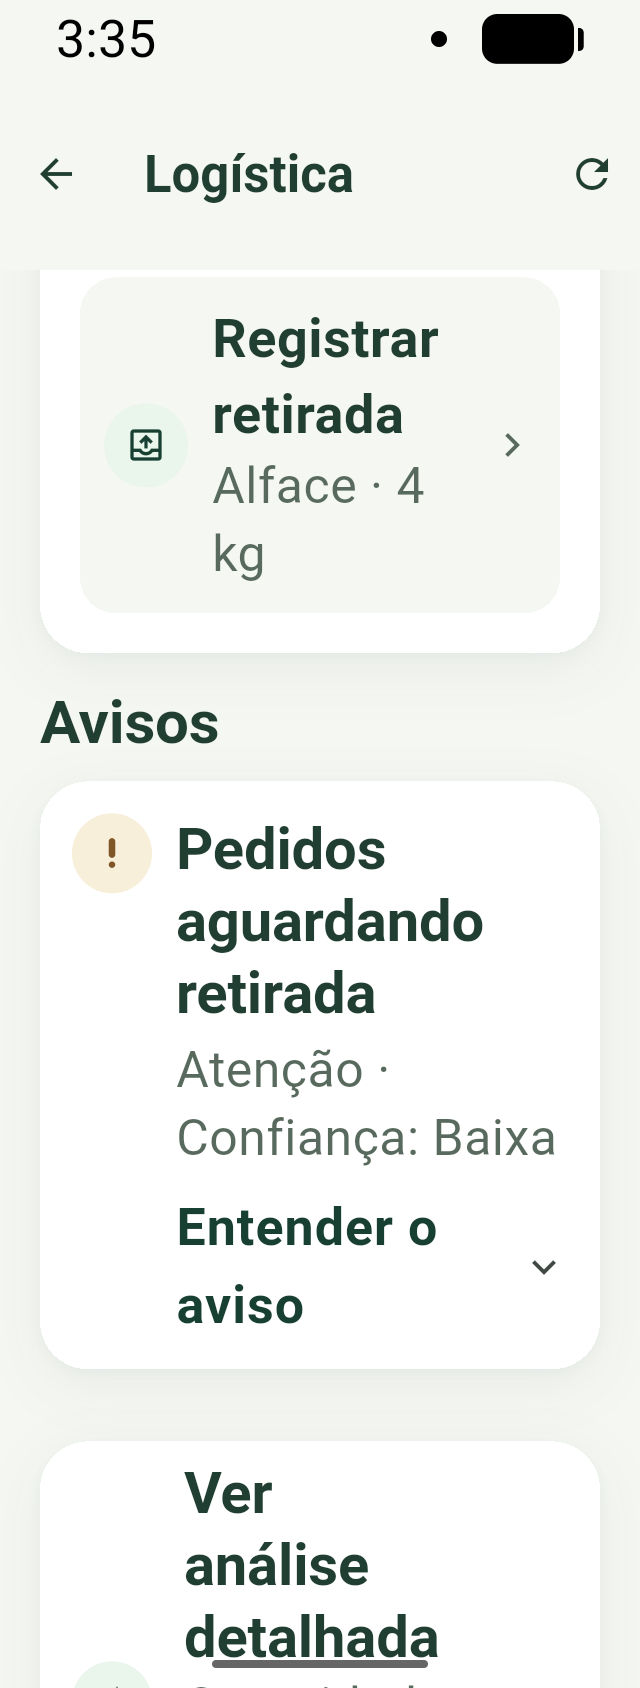 3:35
Logística
Registrar
retirada
Alface · 4
kg
Avisos
Pedidos
aguardando
retirada
Atenção ·
Confiança: Baixa
Entender o
aviso
Ver
análise
detalhada